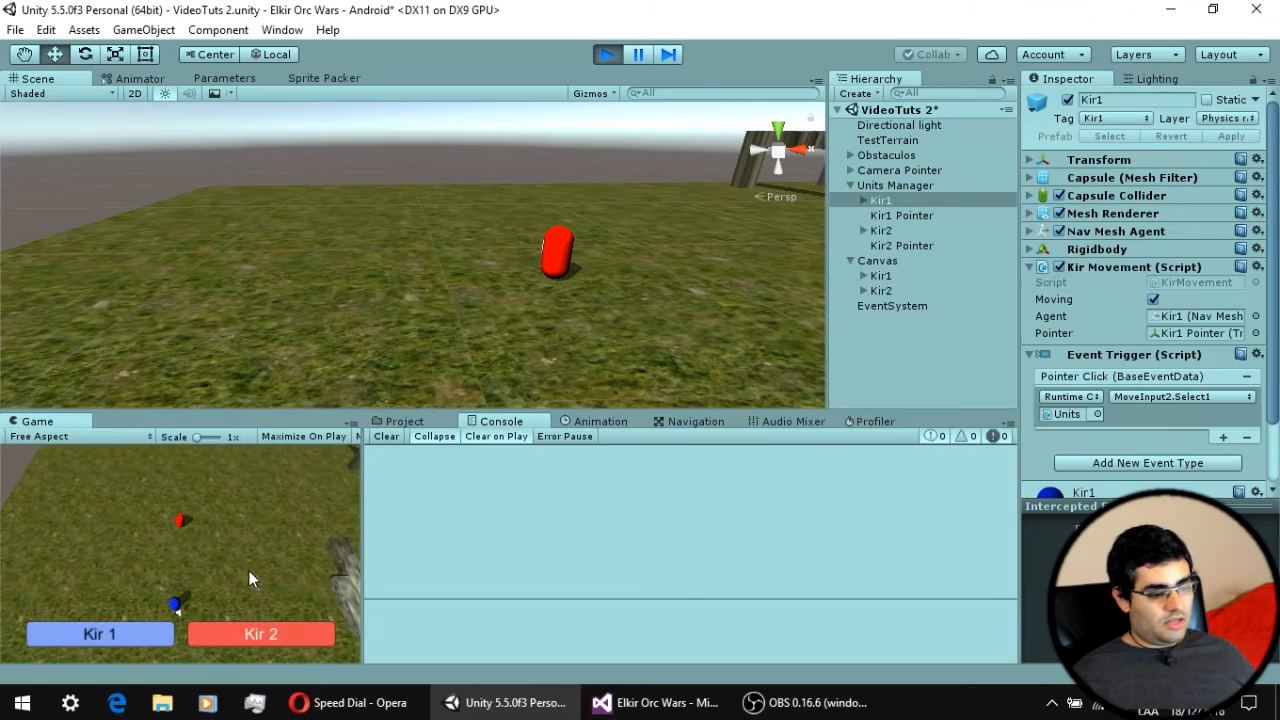 Unity 5.5.0f3 Personal (64bit) - VideoTuts 2.unity - Elkir Orc Wars - Android* <DX11 on DX9 GPU>
File Edit Assets GameObject Component Window Help
Center Local Collab Account Layers Layout
Scene Animator Parameters Sprite Packer
Shaded 2D Gizmos All
Persp
Hierarchy
Create All
VideoTuts 2*
Directional light
TestTerrain
Obstaculos
Camera Pointer
Units Manager
Kir1
Kir1 Pointer
Kir2
Kir2 Pointer
Canvas
Kir1
Kir2
EventSystem
Inspector Lighting
Kir1 Static
Tag Kir1 Layer Physics r
Prefab Select Revert Apply
Transform
Capsule (Mesh Filter)
Capsule Collider
Mesh Renderer
Nav Mesh Agent
Rigidbody
Kir Movement (Script)
Script KirMovement
Moving
Agent Kir1 (Nav Mesh
Pointer Kir1 Pointer (Tr
Event Trigger (Script)
Pointer Click (BaseEventData)
Runtime C MoveInput2.Select1
Units
Add New Event Type
Kir1
Intercepted
Game
Free Aspect Scale 1x Maximize On Play
Kir 1 Kir 2
Project Console Animation Navigation Audio Mixer Profiler
Clear Collapse Clear on Play Error Pause 0 0 0
Speed Dial - Opera Unity 5.5.0f3 Perso... Elkir Orc Wars - Mi... OBS 0.16.6 (windo...
LAA